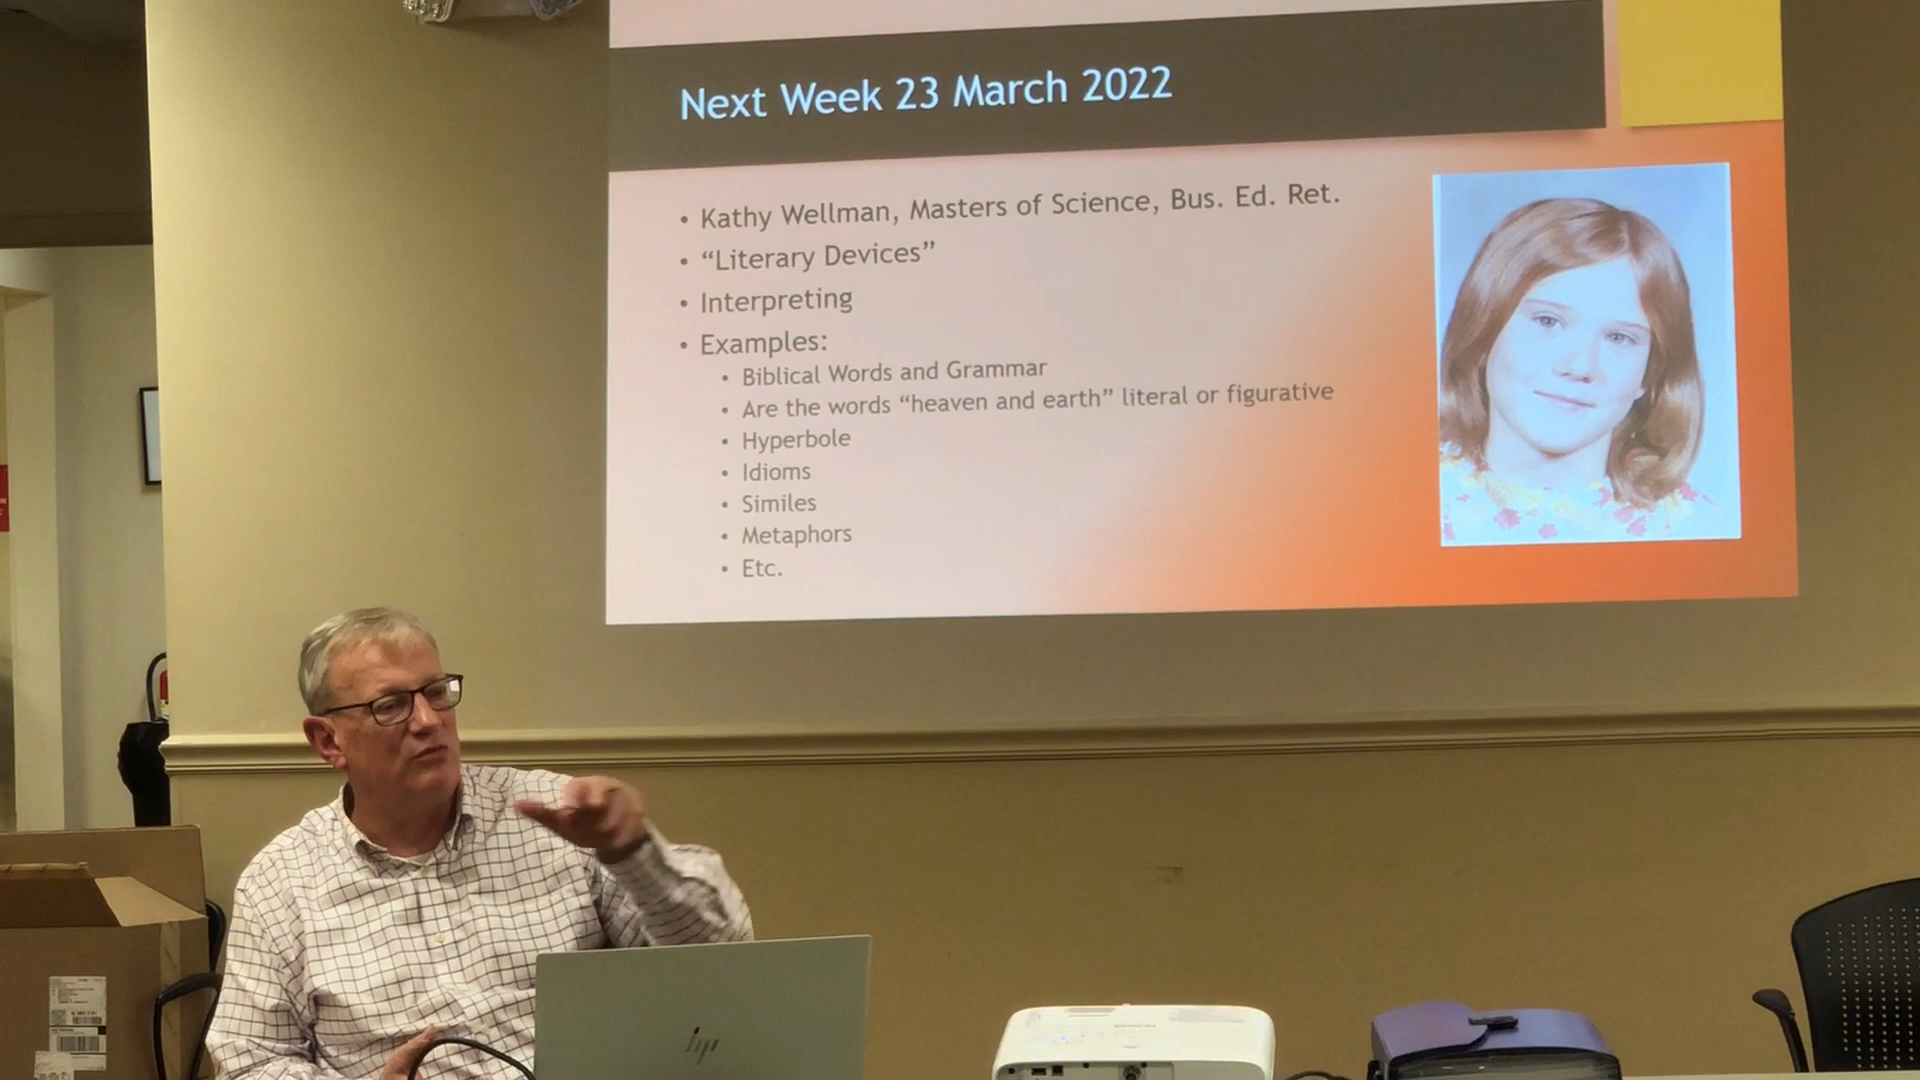 Next Week 23 March 2022
• Kathy Wellman, Masters of Science, Bus. Ed. Ret.
• “Literary Devices”
• Interpreting
• Examples:
• Biblical Words and Grammar
• Are the words “heaven and earth” literal or figurative
• Hyperbole
• Idioms
• Similes
• Metaphors
• Etc.
hp